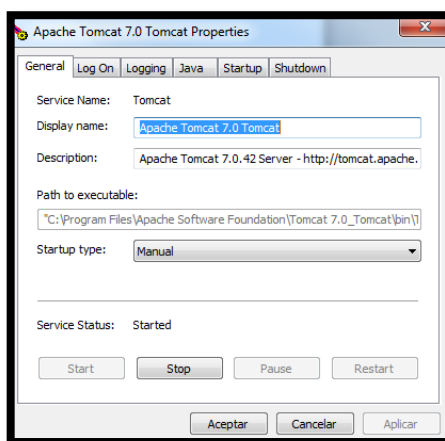 Apache Tomcat 7.0 Tomcat Properties
General Log On Logging Java Startup Shutdown
Service Name: Tomcat
Display name: Apache Tomcat 7.0 Tomcat
Description: Apache Tomcat 7.0.42 Server - http://tomcat.apache.
Path to executable:
"C:\Program Files\Apache Software Foundation\Tomcat 7.0_Tomcat\bin\
Startup type: Manual
Service Status: Started
Start Stop Pause Restart
Aceptar Cancelar Aplicar